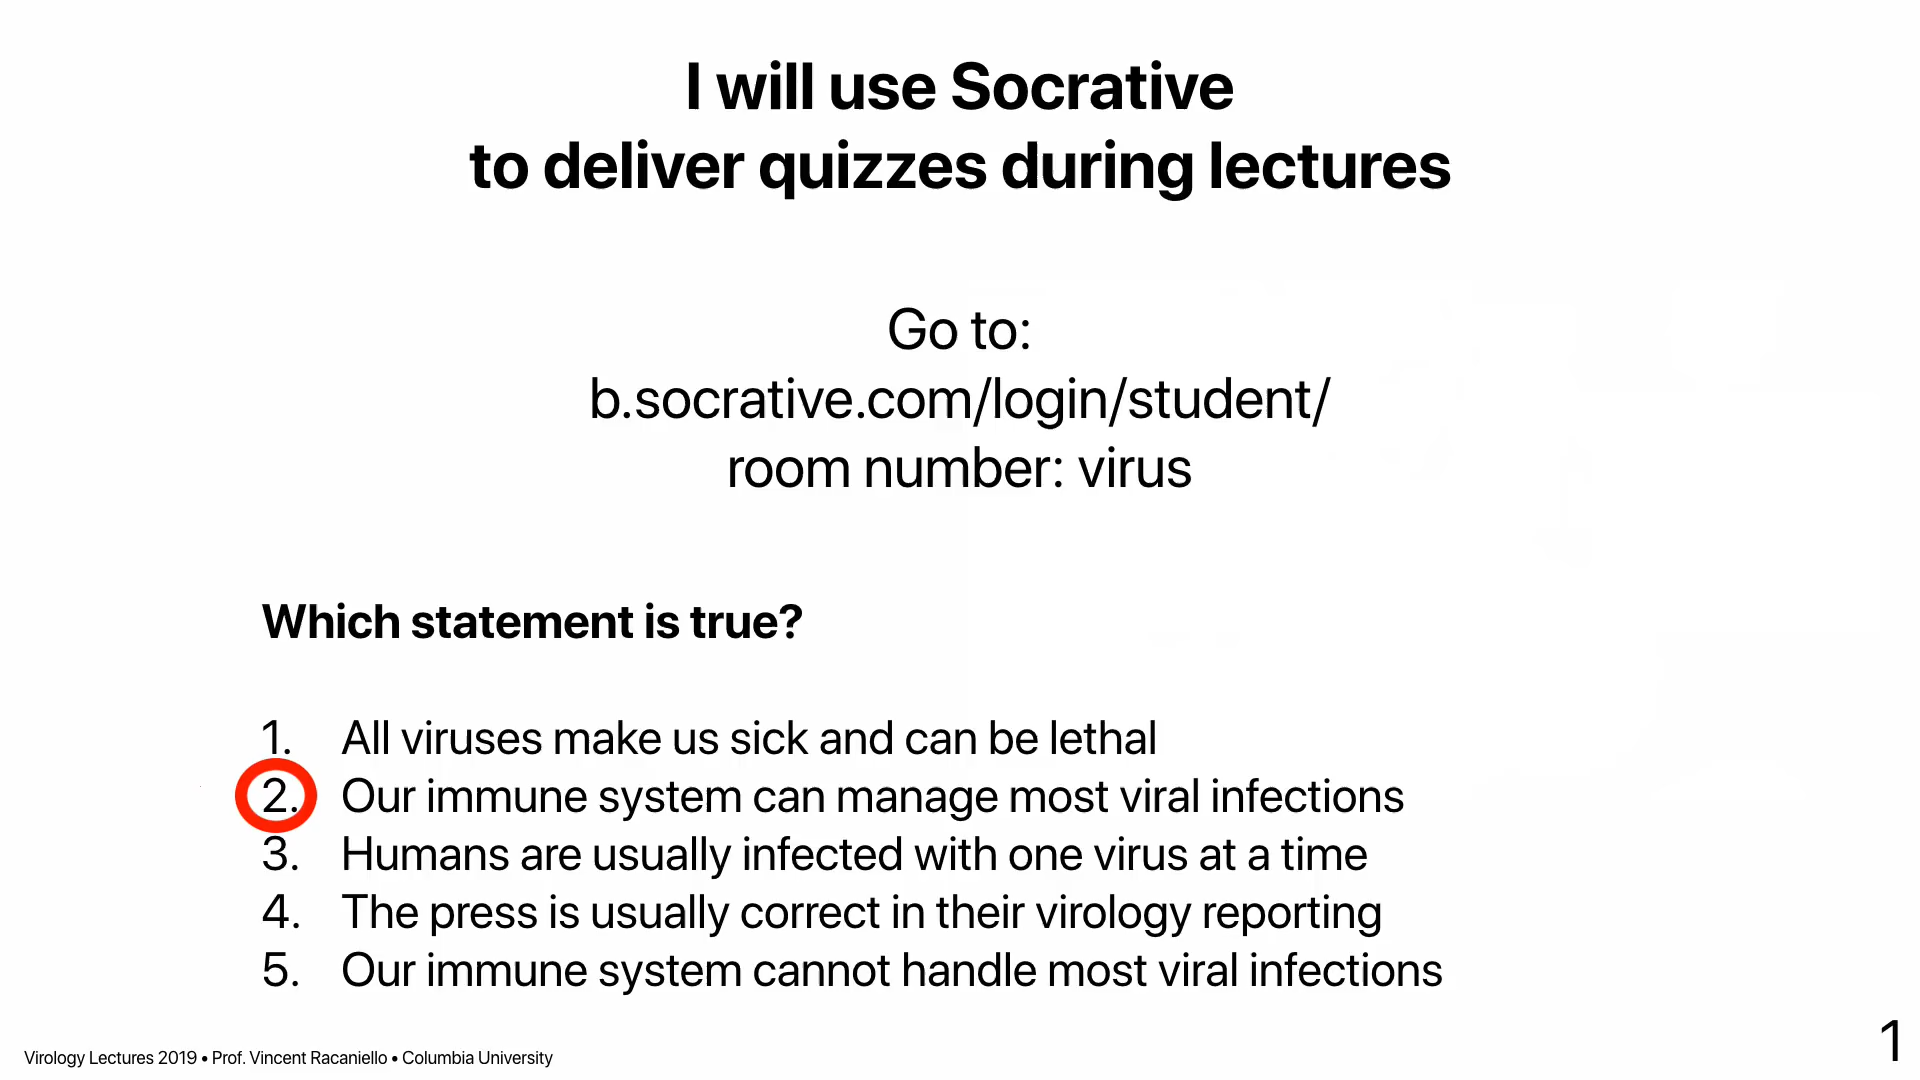 I will use Socrative
to deliver quizzes during lectures
Go to:
b.socrative.com/login/student/
room number: virus
Which statement is true?
1. All viruses make us sick and can be lethal
2. Our immune system can manage most viral infections
3. Humans are usually infected with one virus at a time
4. The press is usually correct in their virology reporting
5. Our immune system cannot handle most viral infections
Virology Lectures 2019 • Prof. Vincent Racaniello • Columbia University
1